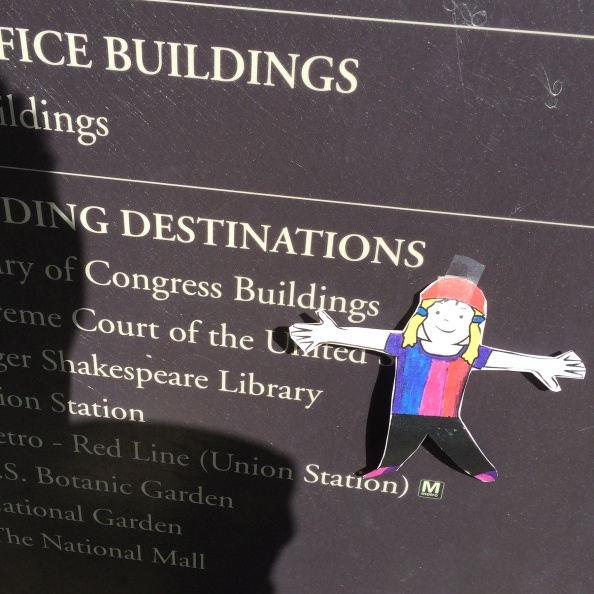 FICE BUILDINGS
ildings
DING DESTINATIONS
ary of Congress Buildings
reme Court of the United S
ger Shakespeare Library
ion Station
etro - Red Line (Union Station) M metro
.S. Botanic Garden
ational Garden
The National Mall